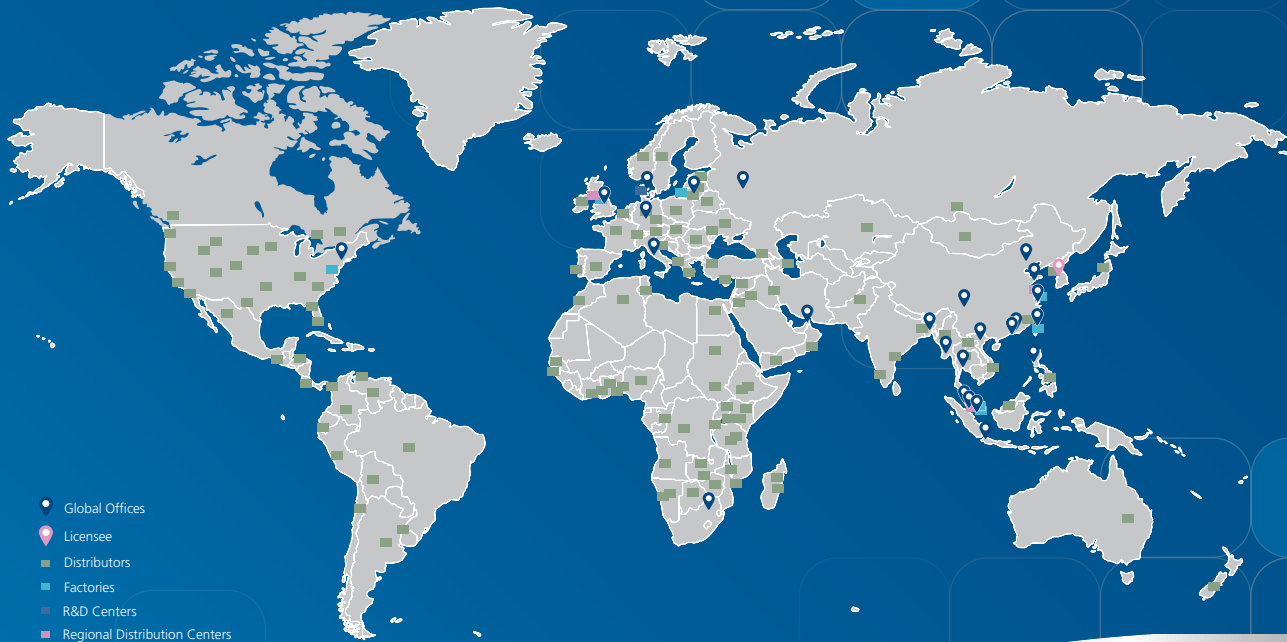 Global Offices
Licensee
Distributors
Factories
R&D Centers
Regional Distribution Centers